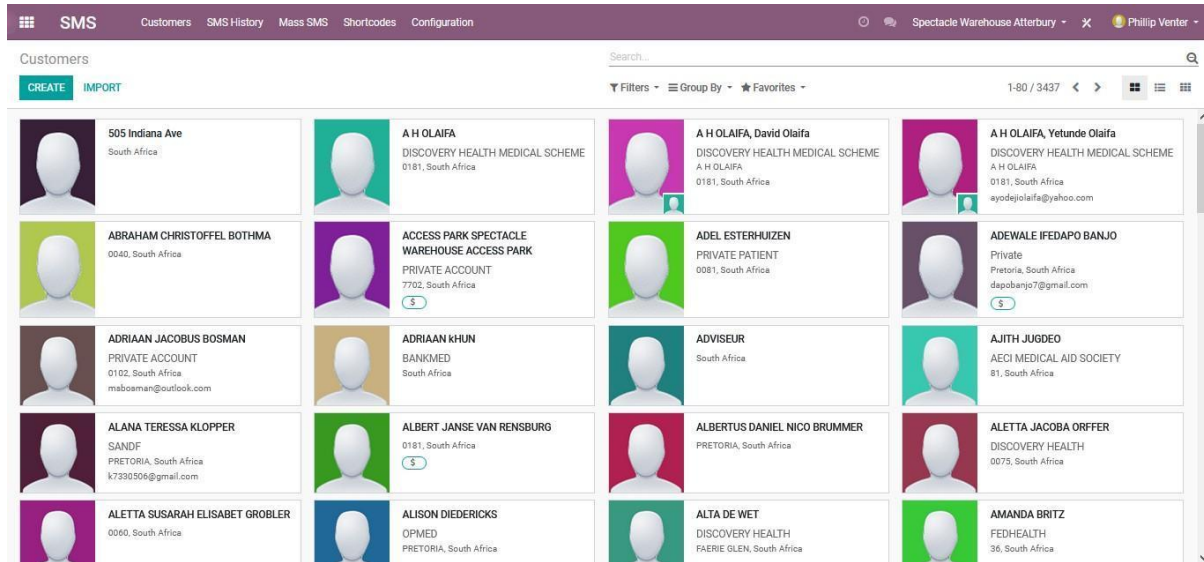 SMS Customers SMS History Mass SMS Shortcodes Configuration Spectacle Warehouse Atterbury Phillip Venter
Customers Search...
CREATE IMPORT Filters Group By Favorites 1-80 / 3437
505 Indiana Ave
South Africa
A H OLAIFA
DISCOVERY HEALTH MEDICAL SCHEME
0181, South Africa
A H OLAIFA, David Olaifa
DISCOVERY HEALTH MEDICAL SCHEME
A H OLAIFA
0181, South Africa
A H OLAIFA, Yetunde Olaifa
DISCOVERY HEALTH MEDICAL SCHEME
A H OLAIFA
0181, South Africa
ayodejiolaifa@yahoo.com
ABRAHAM CHRISTOFFEL BOTHMA
0040, South Africa
ACCESS PARK SPECTACLE
WAREHOUSE ACCESS PARK
PRIVATE ACCOUNT
7702, South Africa
$
ADEL ESTERHUIZEN
PRIVATE PATIENT
0081, South Africa
ADEWALE IFEDAPO BANJO
Private
Pretoria, South Africa
dapobanjo7@gmail.com
$
ADRIAAN JACOBUS BOSMAN
PRIVATE ACCOUNT
0102, South Africa
mabosman@outlook.com
ADRIAAN kHUN
BANKMED
South Africa
ADVISEUR
South Africa
AJITH JUGDEO
AECI MEDICAL AID SOCIETY
81, South Africa
ALANA TERESSA KLOPPER
SANDF
PRETORIA, South Africa
k7330506@gmail.com
ALBERT JANSE VAN RENSBURG
0181, South Africa
$
ALBERTUS DANIEL NICO BRUMMER
PRETORIA, South Africa
ALETTA JACOBA ORFFER
DISCOVERY HEALTH
0075, South Africa
ALETTA SUSARAH ELISABET GROBLER
0060, South Africa
ALISON DIEDERICKS
OPMED
PRETORIA, South Africa
ALTA DE WET
DISCOVERY HEALTH
FAERIE GLEN, South Africa
AMANDA BRITZ
FEDHEALTH
36, South Africa